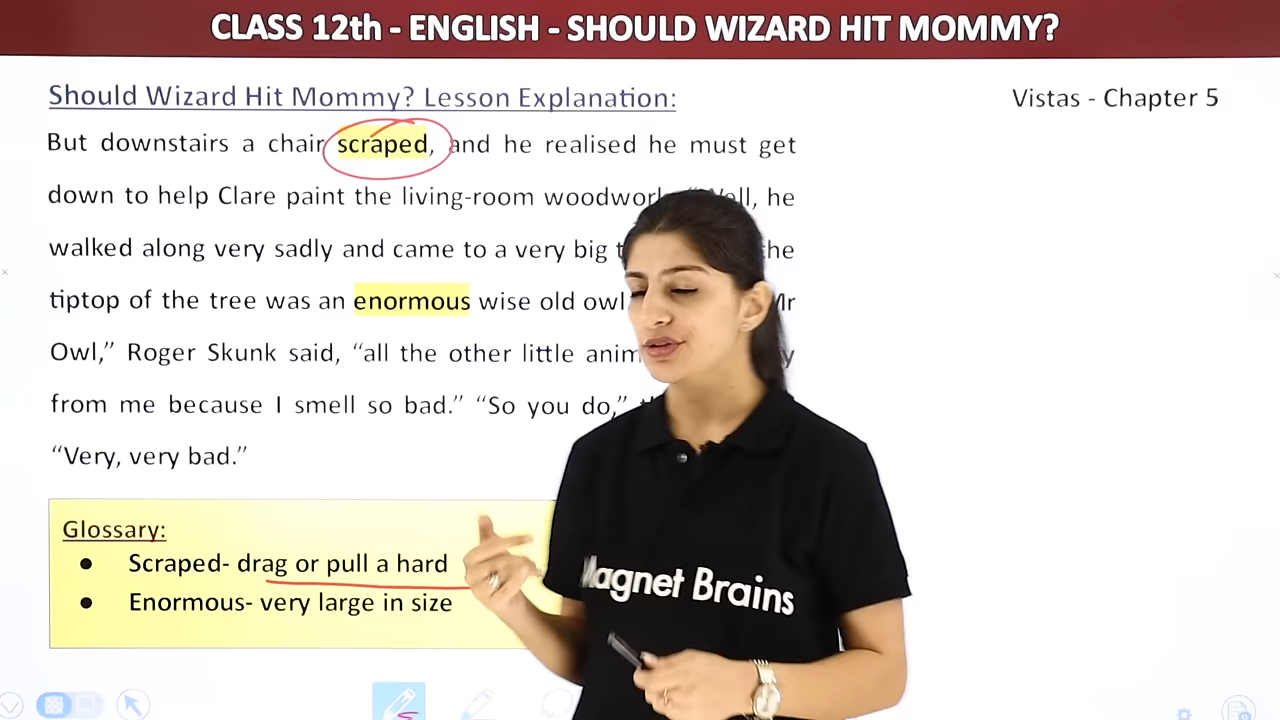 CLASS 12th - ENGLISH - SHOULD WIZARD HIT MOMMY?
Should Wizard Hit Mommy? Lesson Explanation:
Vistas - Chapter 5
But downstairs a chair scraped, and he realised he must get
down to help Clare paint the living-room woodwork. “Well, he
walked along very sadly and came to a very big the
tiptop of the tree was an enormous wise old owl Mr
Owl,” Roger Skunk said, “all the other little
from me because I smell so bad.” “So you do,”
“Very, very bad.”
Glossary:
● Scraped- drag or pull a hard
● Enormous- very large in size
Magnet Brains